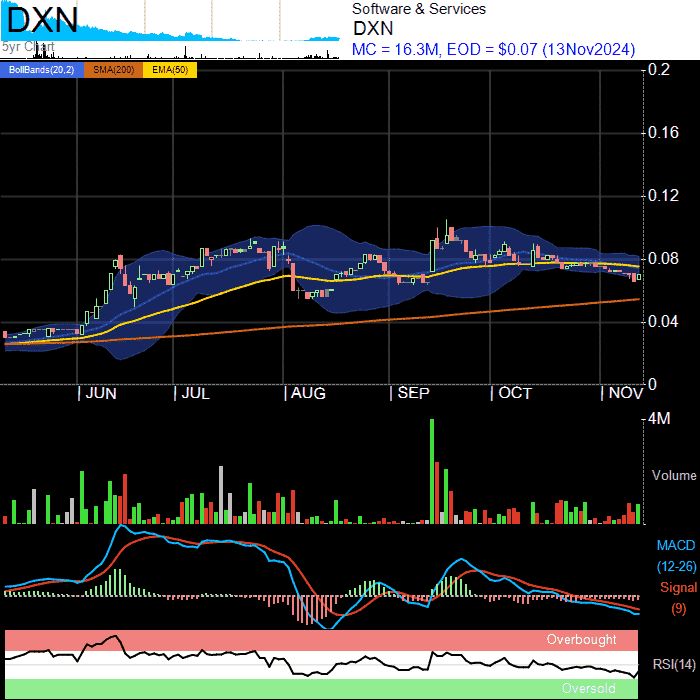 DXN
5yr Chart
Software & Services
DXN
MC = 16.3M, EOD = $0.07 (13Nov2024)
BollBands(20,2) SMA(200) EMA(50)
0.2
0.16
0.12
0.08
0.04
0
| JUN | JUL | AUG | SEP | OCT | NOV
4M
Volume
MACD
(12-26)
Signal
(9)
Overbought
RSI(14)
Oversold